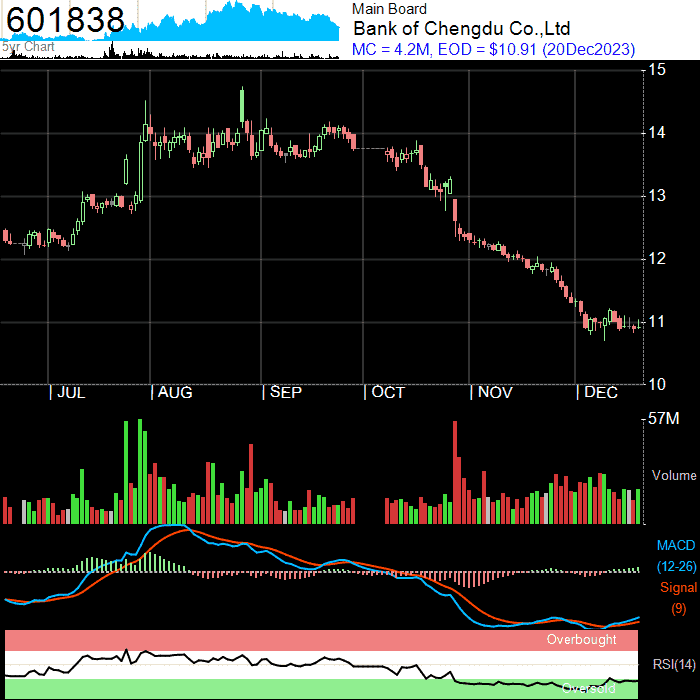 601838
5yr Chart
Main Board
Bank of Chengdu Co.,Ltd
MC = 4.2M, EOD = $10.91 (20Dec2023)
15
14
13
12
11
10
| JUL | AUG | SEP | OCT | NOV | DEC
57M
Volume
MACD
(12-26)
Signal
(9)
Overbought
RSI(14)
Oversold